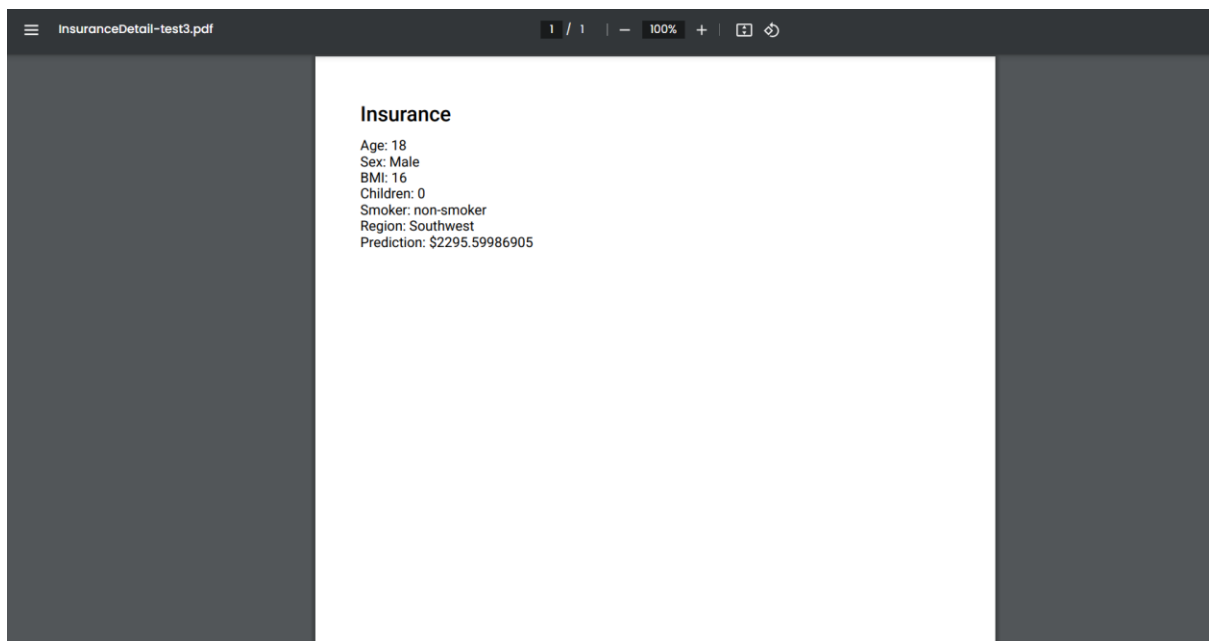 InsuranceDetail-test3.pdf
1 / 1
100%
Insurance
Age: 18
Sex: Male
BMI: 16
Children: 0
Smoker: non-smoker
Region: Southwest
Prediction: $2295.59986905